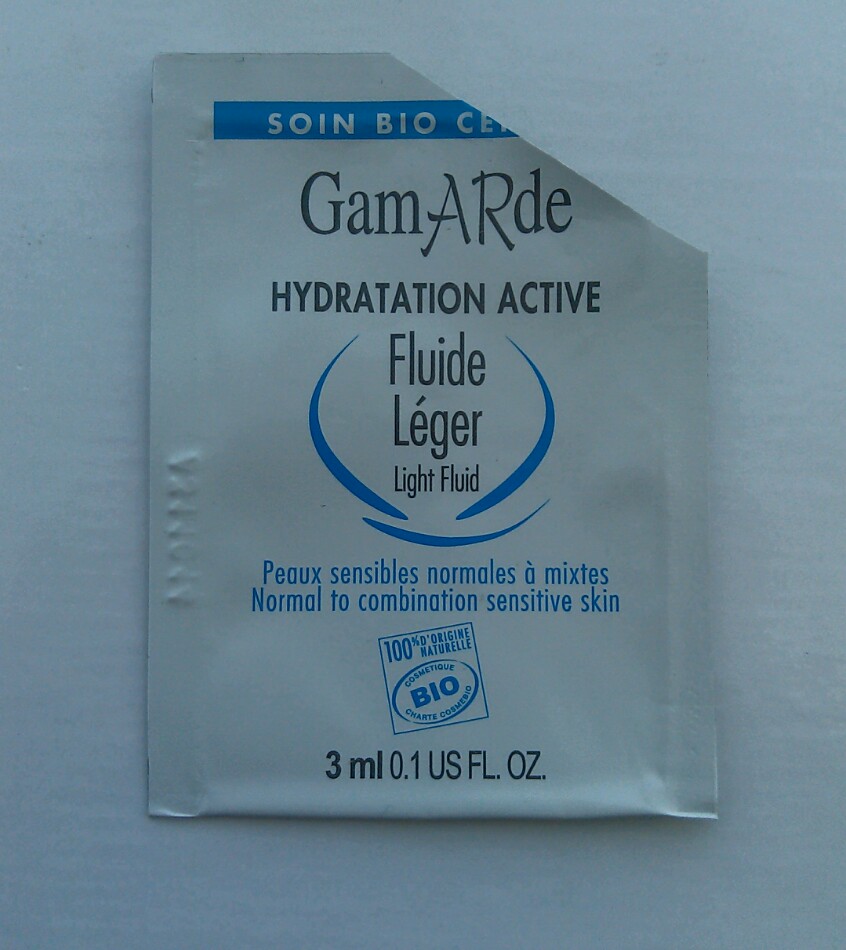 SOIN BIO
GamARde
HYDRATATION ACTIVE
Fluide
Léger
Light Fluid
Peaux sensibles normales à mixtes
Normal to combination sensitive skin
100% D'ORIGINE
NATURELLE
COSMETIQUE
BIO
CHARTE COSMEBIO
3 ml 0.1 US FL. OZ.